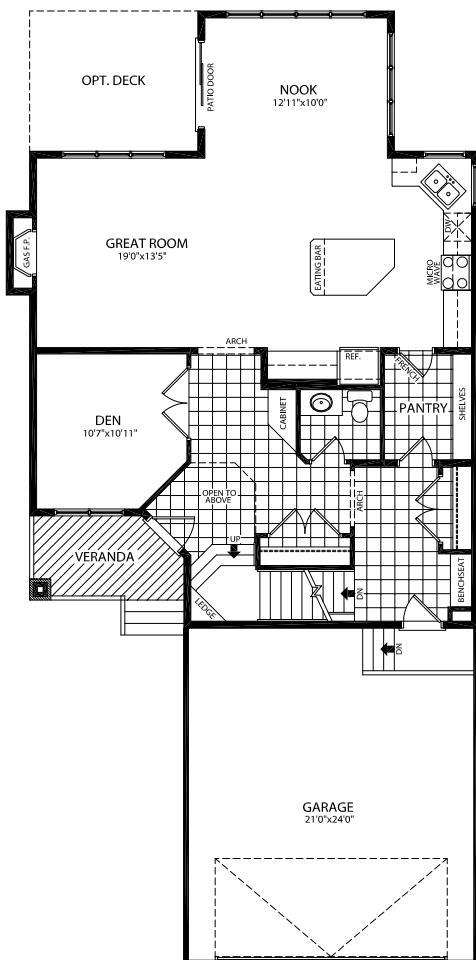 OPT. DECK
PATIO DOOR
NOOK
12'11"x10'0"
GREAT ROOM
19'0"x13'5"
GAS F.P.
EATING BAR
DW
MICRO
WAVE
ARCH
REF.
FRENCH
DEN
10'7"x10'11"
CABINET
PANTRY
SHELVES
OPEN TO
ABOVE
ARCH
VERANDA
UP
LEDGE
DN
BENCHSEAT
DN
GARAGE
21'0"x24'0"